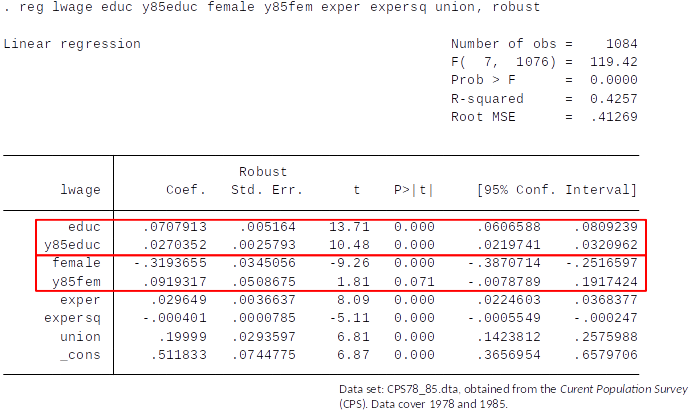 . reg lwage educ y85educ female y85fem exper expersq union, robust
Linear regression Number of obs = 1084
F( 7, 1076) = 119.42
Prob > F = 0.0000
R-squared = 0.4257
Root MSE = .41269
Robust
lwage Coef. Std. Err. t P>|t| [95% Conf. Interval]
educ .0707913 .005164 13.71 0.000 .0606588 .0809239
y85educ .0270352 .0025793 10.48 0.000 .0219741 .0320962
female -.3193655 .0345056 -9.26 0.000 -.3870714 -.2516597
y85fem .0919317 .0508675 1.81 0.071 -.0078789 .1917424
exper .029649 .0036637 8.09 0.000 .0224603 .0368377
expersq -.000401 .0000785 -5.11 0.000 -.0005549 -.000247
union .19999 .0293597 6.81 0.000 .1423812 .2575988
_cons .511833 .0744775 6.87 0.000 .3656954 .6579706
Data set: CPS78_85.dta, obtained from the Curent Population Survey
(CPS). Data cover 1978 and 1985.